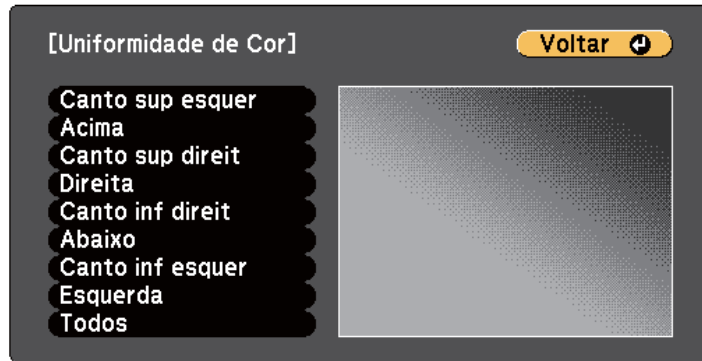 [Uniformidade de Cor]
Voltar
Canto sup esquer
Acima
Canto sup direit
Direita
Canto inf direit
Abaixo
Canto inf esquer
Esquerda
Todos